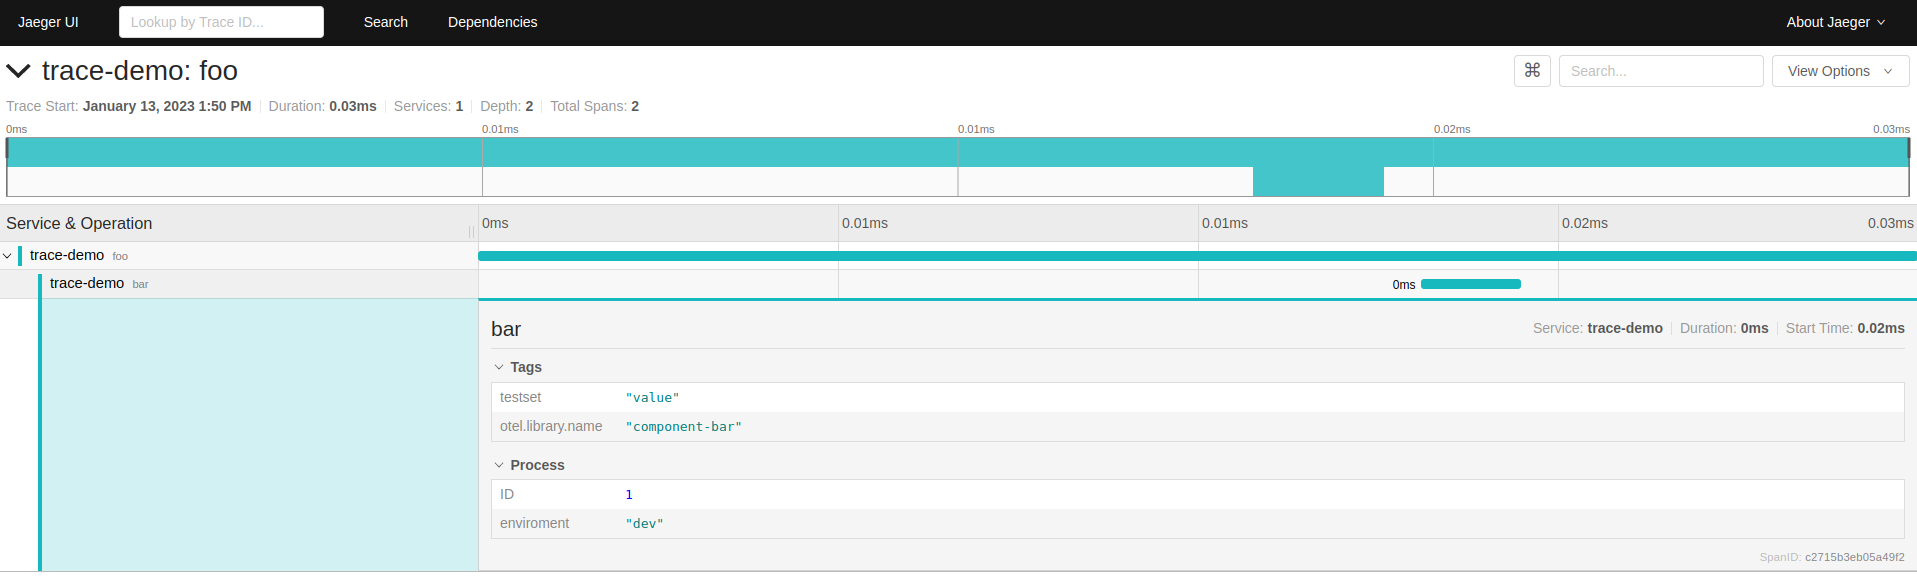 Jaeger UI Lookup by Trace ID... Search Dependencies About Jaeger
trace-demo: foo ⌘ Search... View Options
Trace Start: January 13, 2023 1:50 PM Duration: 0.03ms Services: 1 Depth: 2 Total Spans: 2
0ms 0.01ms 0.01ms 0.02ms 0.03ms
Service & Operation 0ms 0.01ms 0.01ms 0.02ms 0.03ms
trace-demo foo
trace-demo bar 0ms
bar Service: trace-demo Duration: 0ms Start Time: 0.02ms
Tags
testset "value"
otel.library.name "component-bar"
Process
ID 1
enviroment "dev"
SpanID: c2715b3eb05a49f2